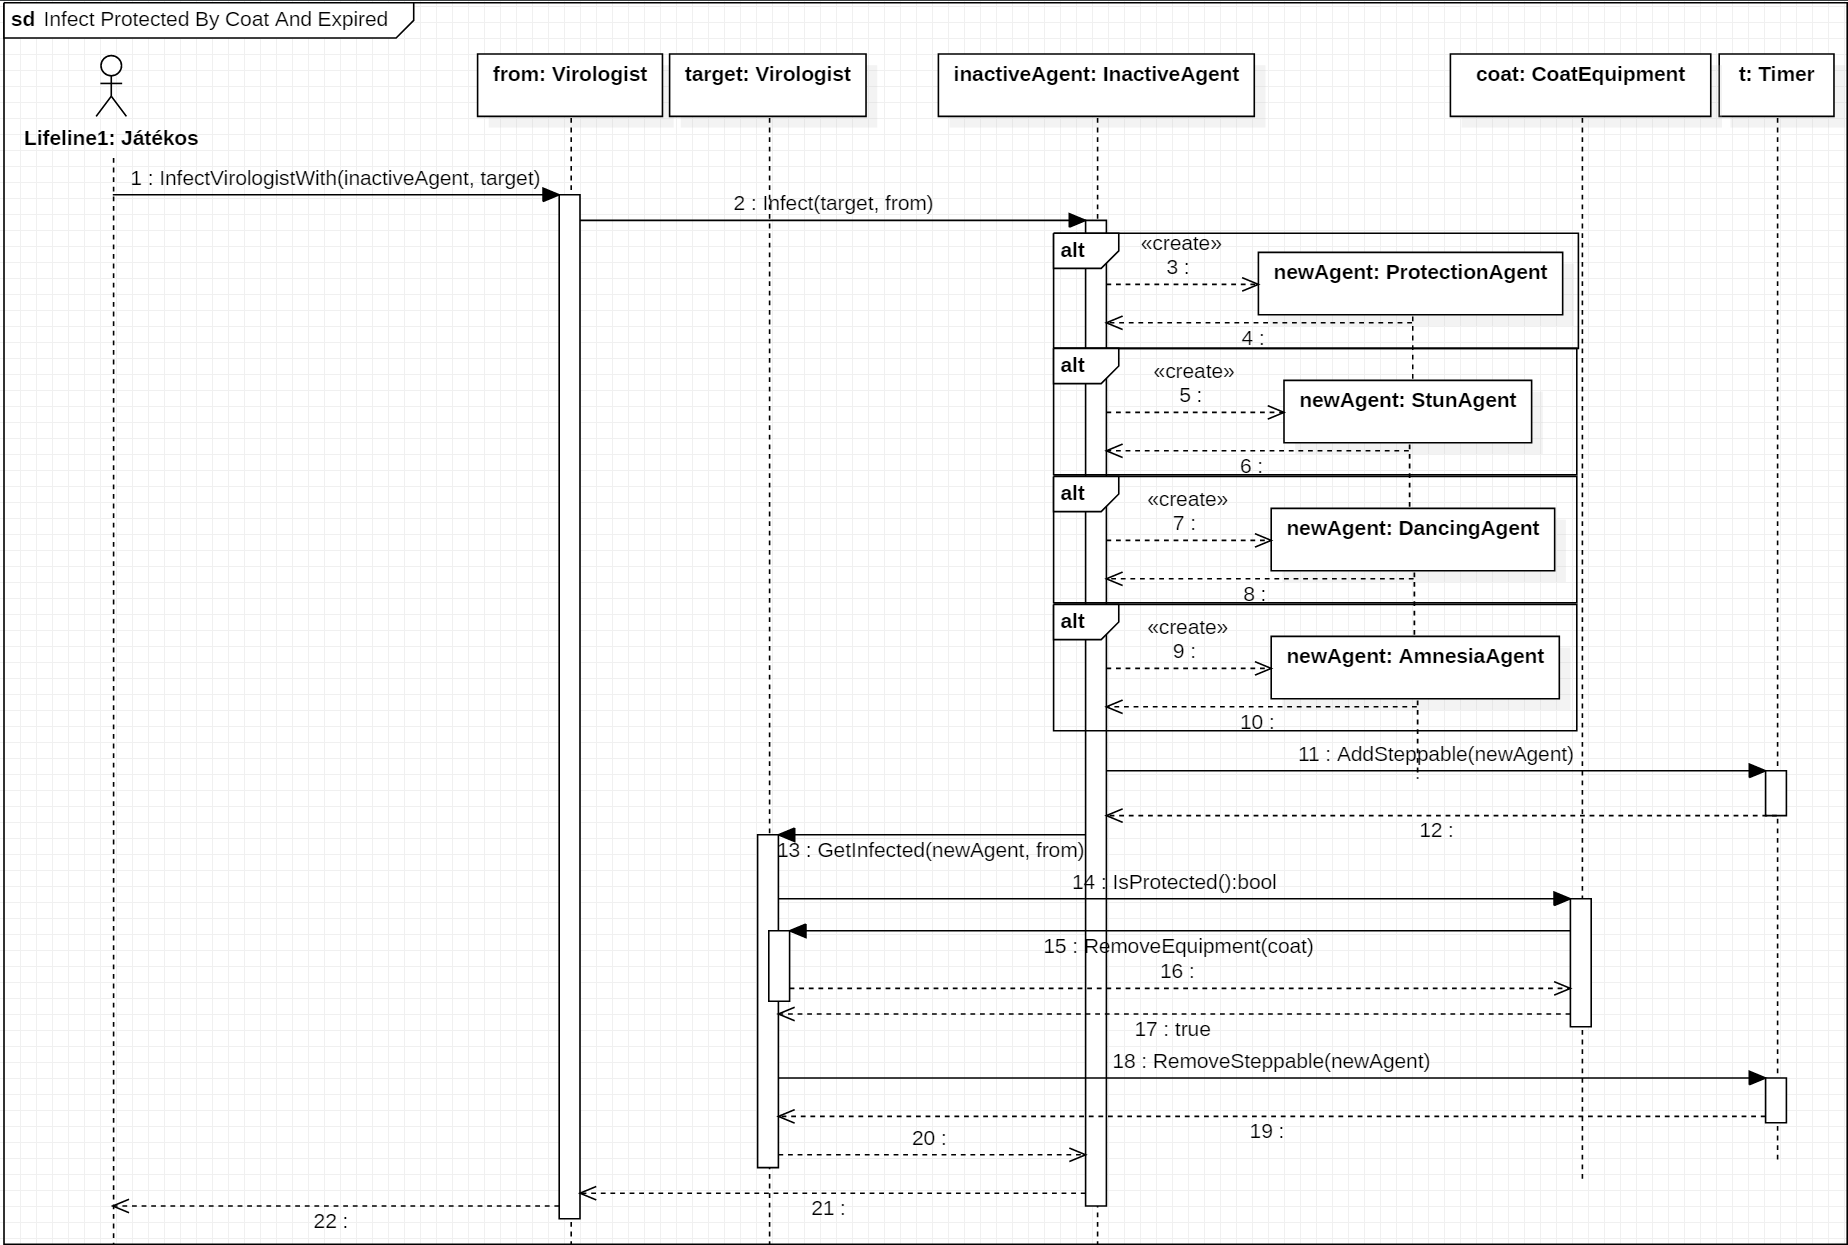 sd Infect Protected By Coat And Expired
from: Virologist
target: Virologist
inactiveAgent: InactiveAgent
coat: CoatEquipment
t: Timer
Lifeline1: Játékos
1 : InfectVirologistWith(inactiveAgent, target)
2 : Infect(target, from)
alt
«create»
3 :
newAgent: ProtectionAgent
4 :
alt
«create»
5 :
newAgent: StunAgent
6 :
alt
«create»
7 :
newAgent: DancingAgent
8 :
alt
«create»
9 :
newAgent: AmnesiaAgent
10 :
11 : AddSteppable(newAgent)
12 :
13 : GetInfected(newAgent, from)
14 : IsProtected():bool
15 : RemoveEquipment(coat)
16 :
17 : true
18 : RemoveSteppable(newAgent)
19 :
20 :
21 :
22 :